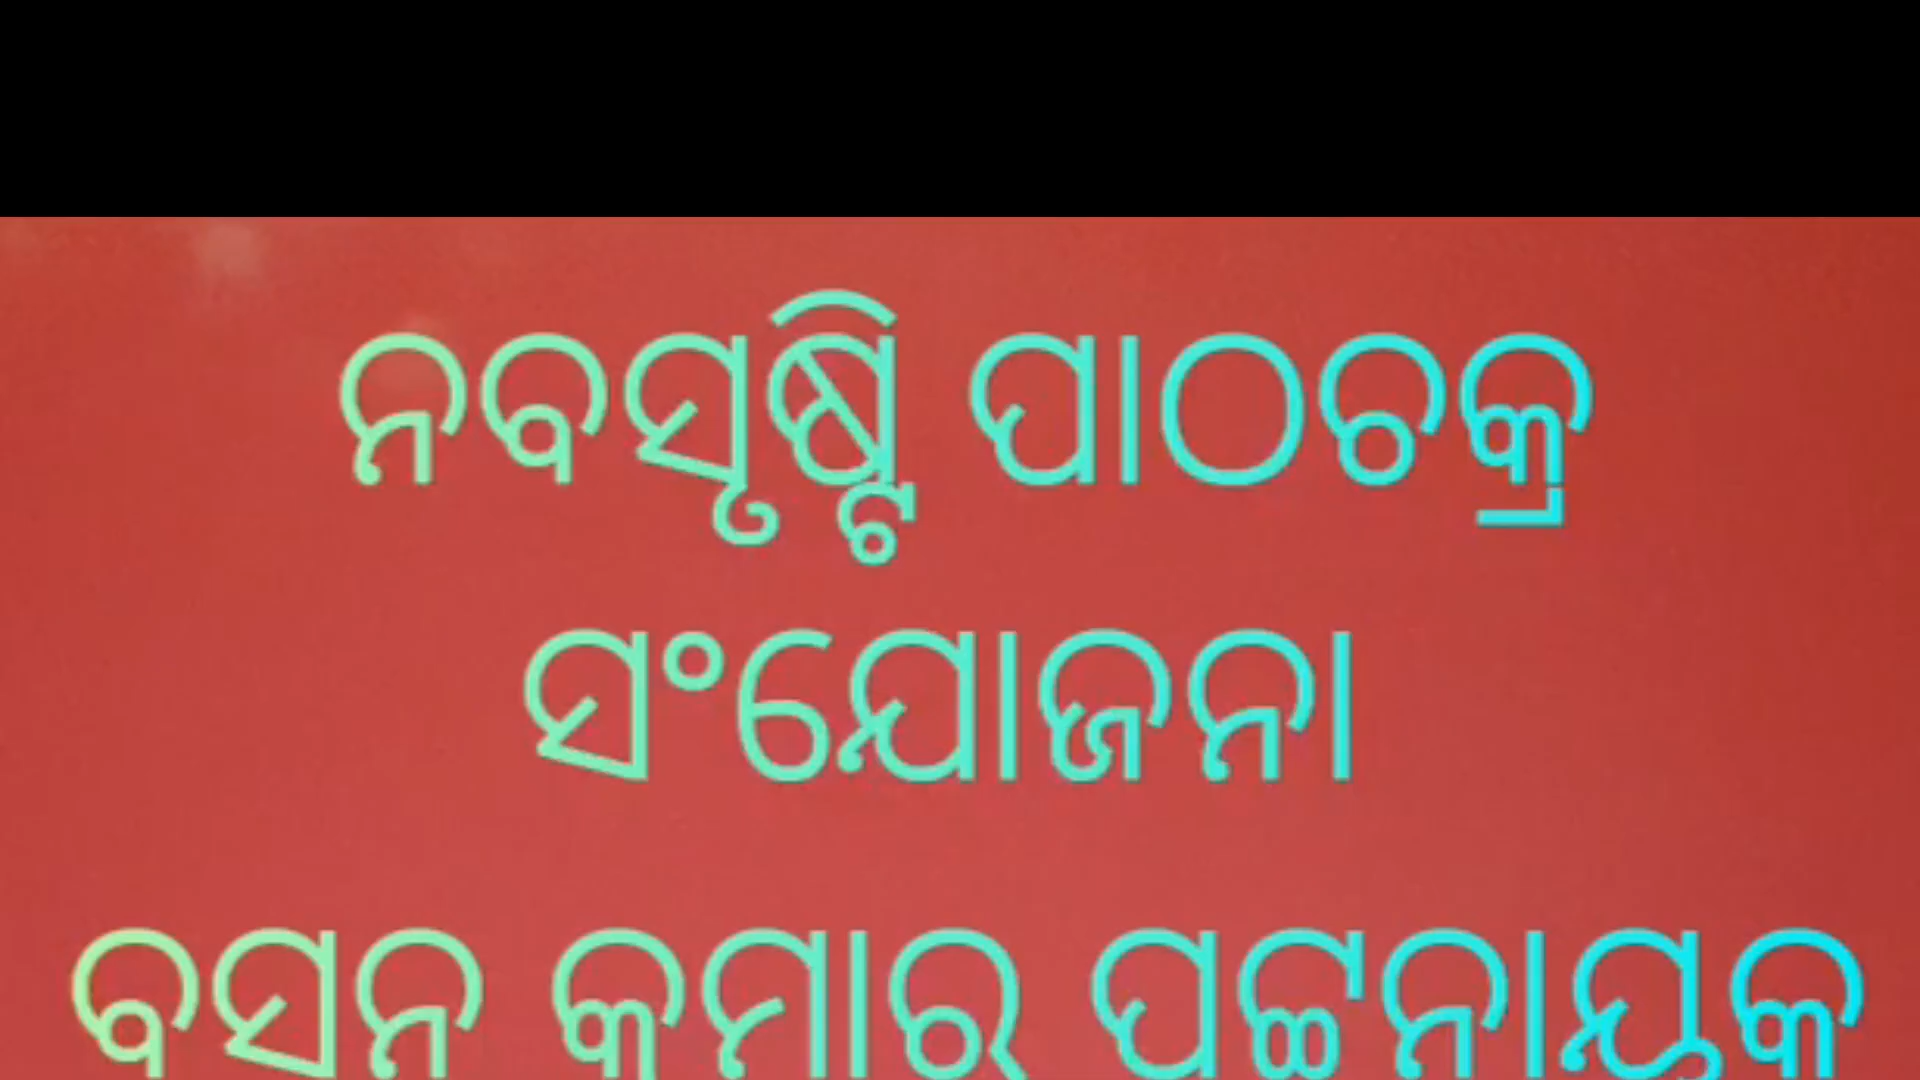 ନବସୃଷ୍ଟି ପାଠଚକ୍ର
ସଂଯୋଜନା
ବସନ୍ତ କୁମାର ପଟ୍ଟନାୟକ